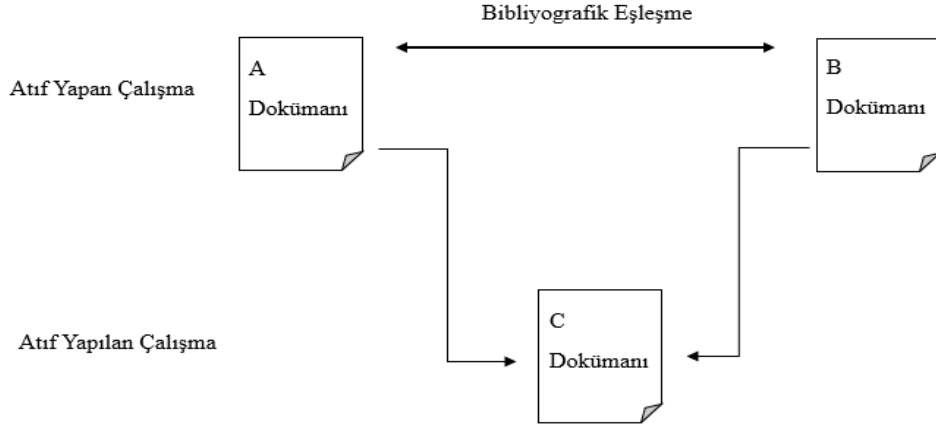 Bibliyografik Eşleşme
Atıf Yapan Çalışma
A
Dokümanı
B
Dokümanı
Atıf Yapılan Çalışma
C
Dokümanı